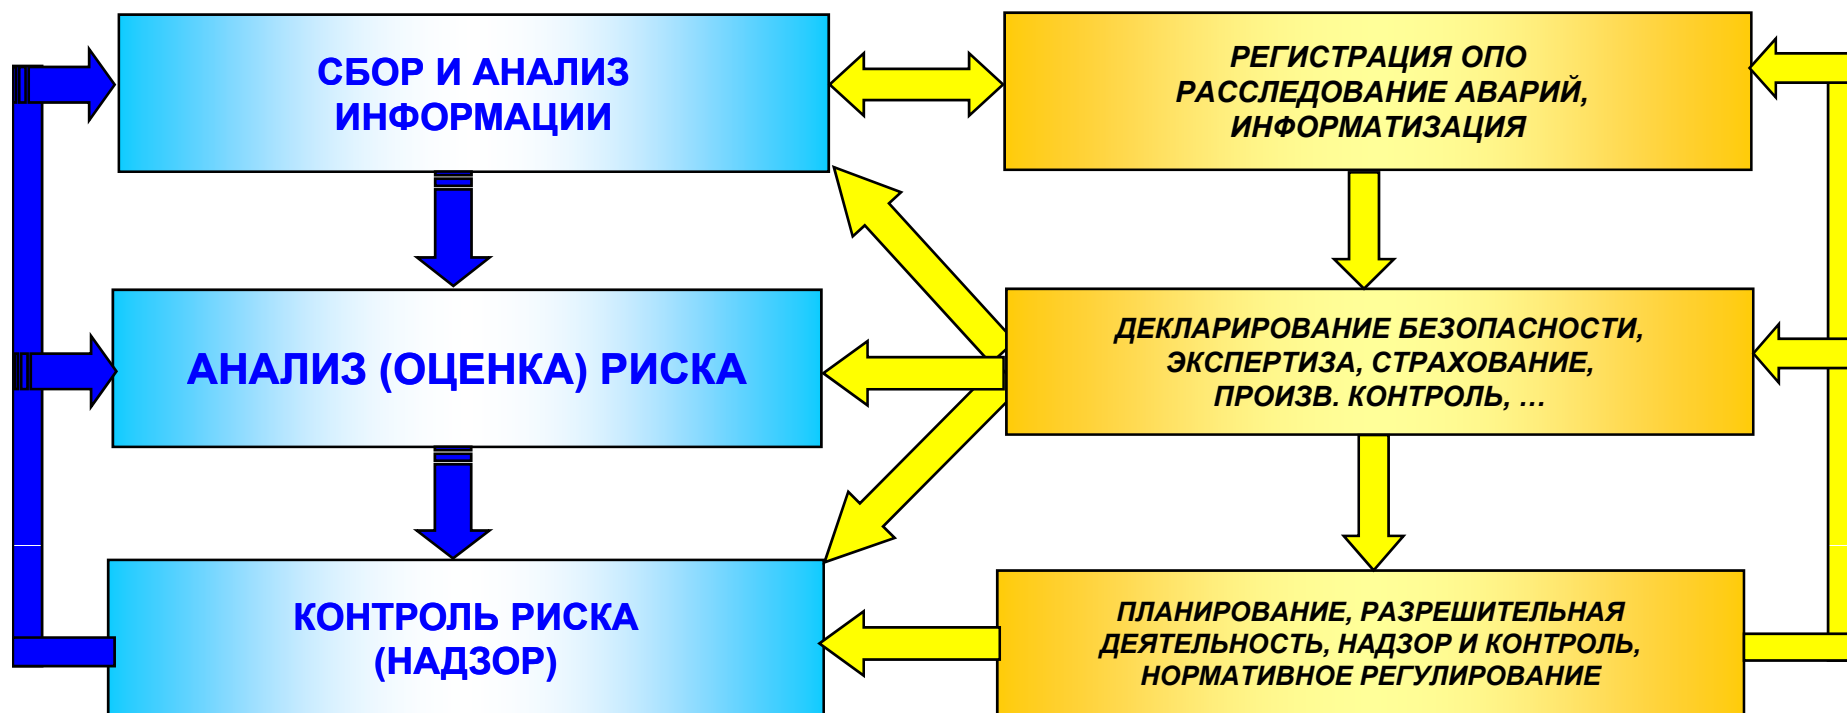 СБОР И АНАЛИЗ
ИНФОРМАЦИИ
РЕГИСТРАЦИЯ ОПО
РАССЛЕДОВАНИЕ АВАРИЙ,
ИНФОРМАТИЗАЦИЯ
АНАЛИЗ (ОЦЕНКА) РИСКА
ДЕКЛАРИРОВАНИЕ БЕЗОПАСНОСТИ,
ЭКСПЕРТИЗА, СТРАХОВАНИЕ,
ПРОИЗВ. КОНТРОЛЬ, ...
КОНТРОЛЬ РИСКА
(НАДЗОР)
ПЛАНИРОВАНИЕ, РАЗРЕШИТЕЛЬНАЯ
ДЕЯТЕЛЬНОСТЬ, НАДЗОР И КОНТРОЛЬ,
НОРМАТИВНОЕ РЕГУЛИРОВАНИЕ